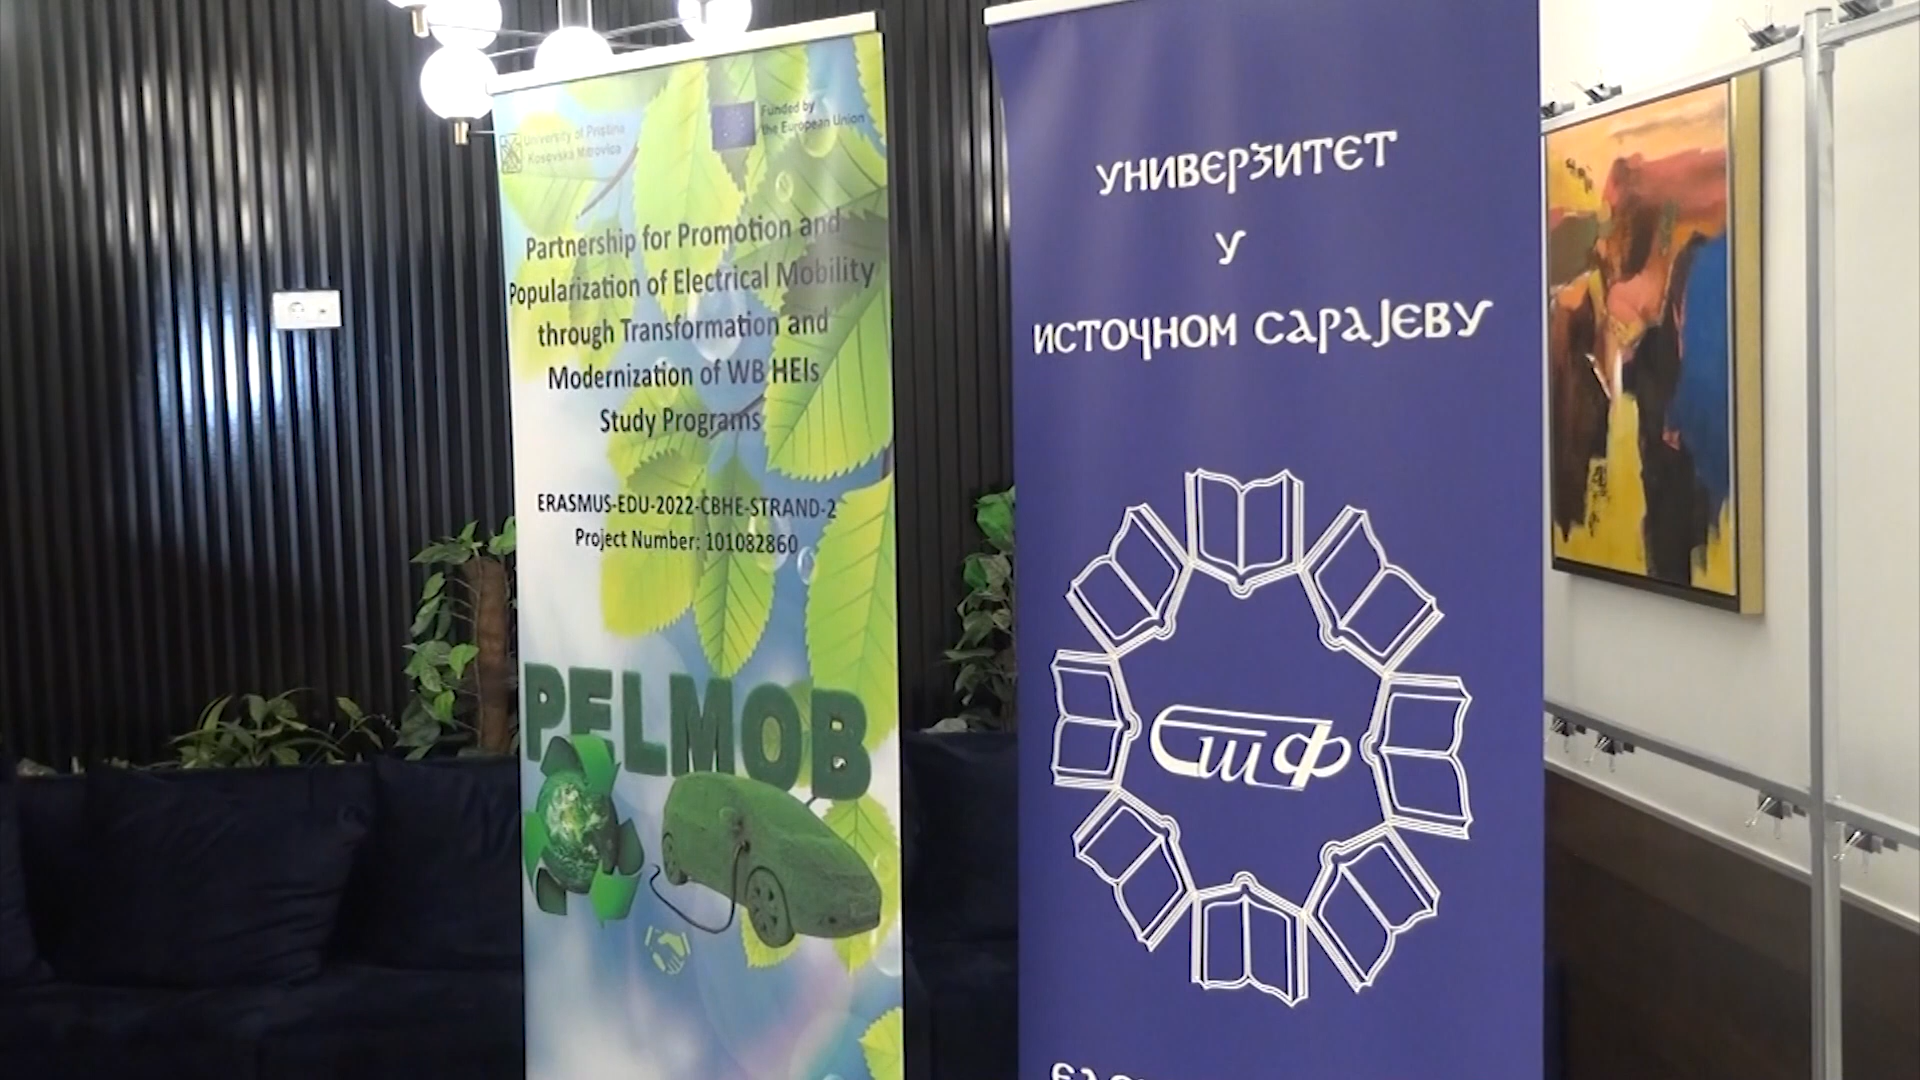 University of Pristina
Kosovska Mitrovica
Funded by
the European Union
Partnership for Promotion and
Popularization of Electrical Mobility
through Transformation and
Modernization of WB HEIs
Study Programs
ERASMUS-EDU-2022-CBHE-STRAND-2
Project Number: 101082860
PELMOB
УНИВЕРЗИТЕТ
У
ИСТОЧНОМ САРАЈЕВУ
СТФ